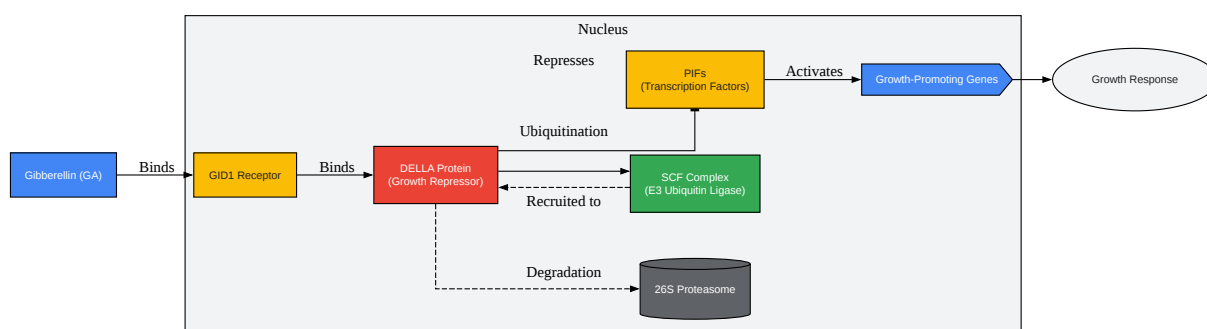 Nucleus
Represses
PIFs
(Transcription Factors)
Activates
Growth-Promoting Genes
Growth Response
Ubiquitination
Gibberellin (GA)
Binds
GID1 Receptor
Binds
DELLA Protein
(Growth Repressor)
SCF Complex
(E3 Ubiquitin Ligase)
Recruited to
Degradation
26S Proteasome